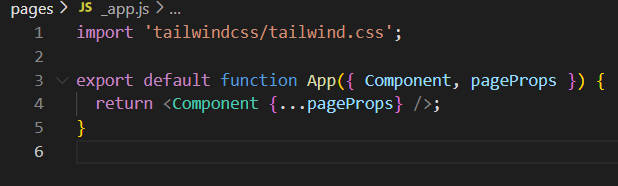 pages > JS _app.js > ...
1 import 'tailwindcss/tailwind.css';
2
3 export default function App({ Component, pageProps }) {
4 return <Component {...pageProps} />;
5 }
6